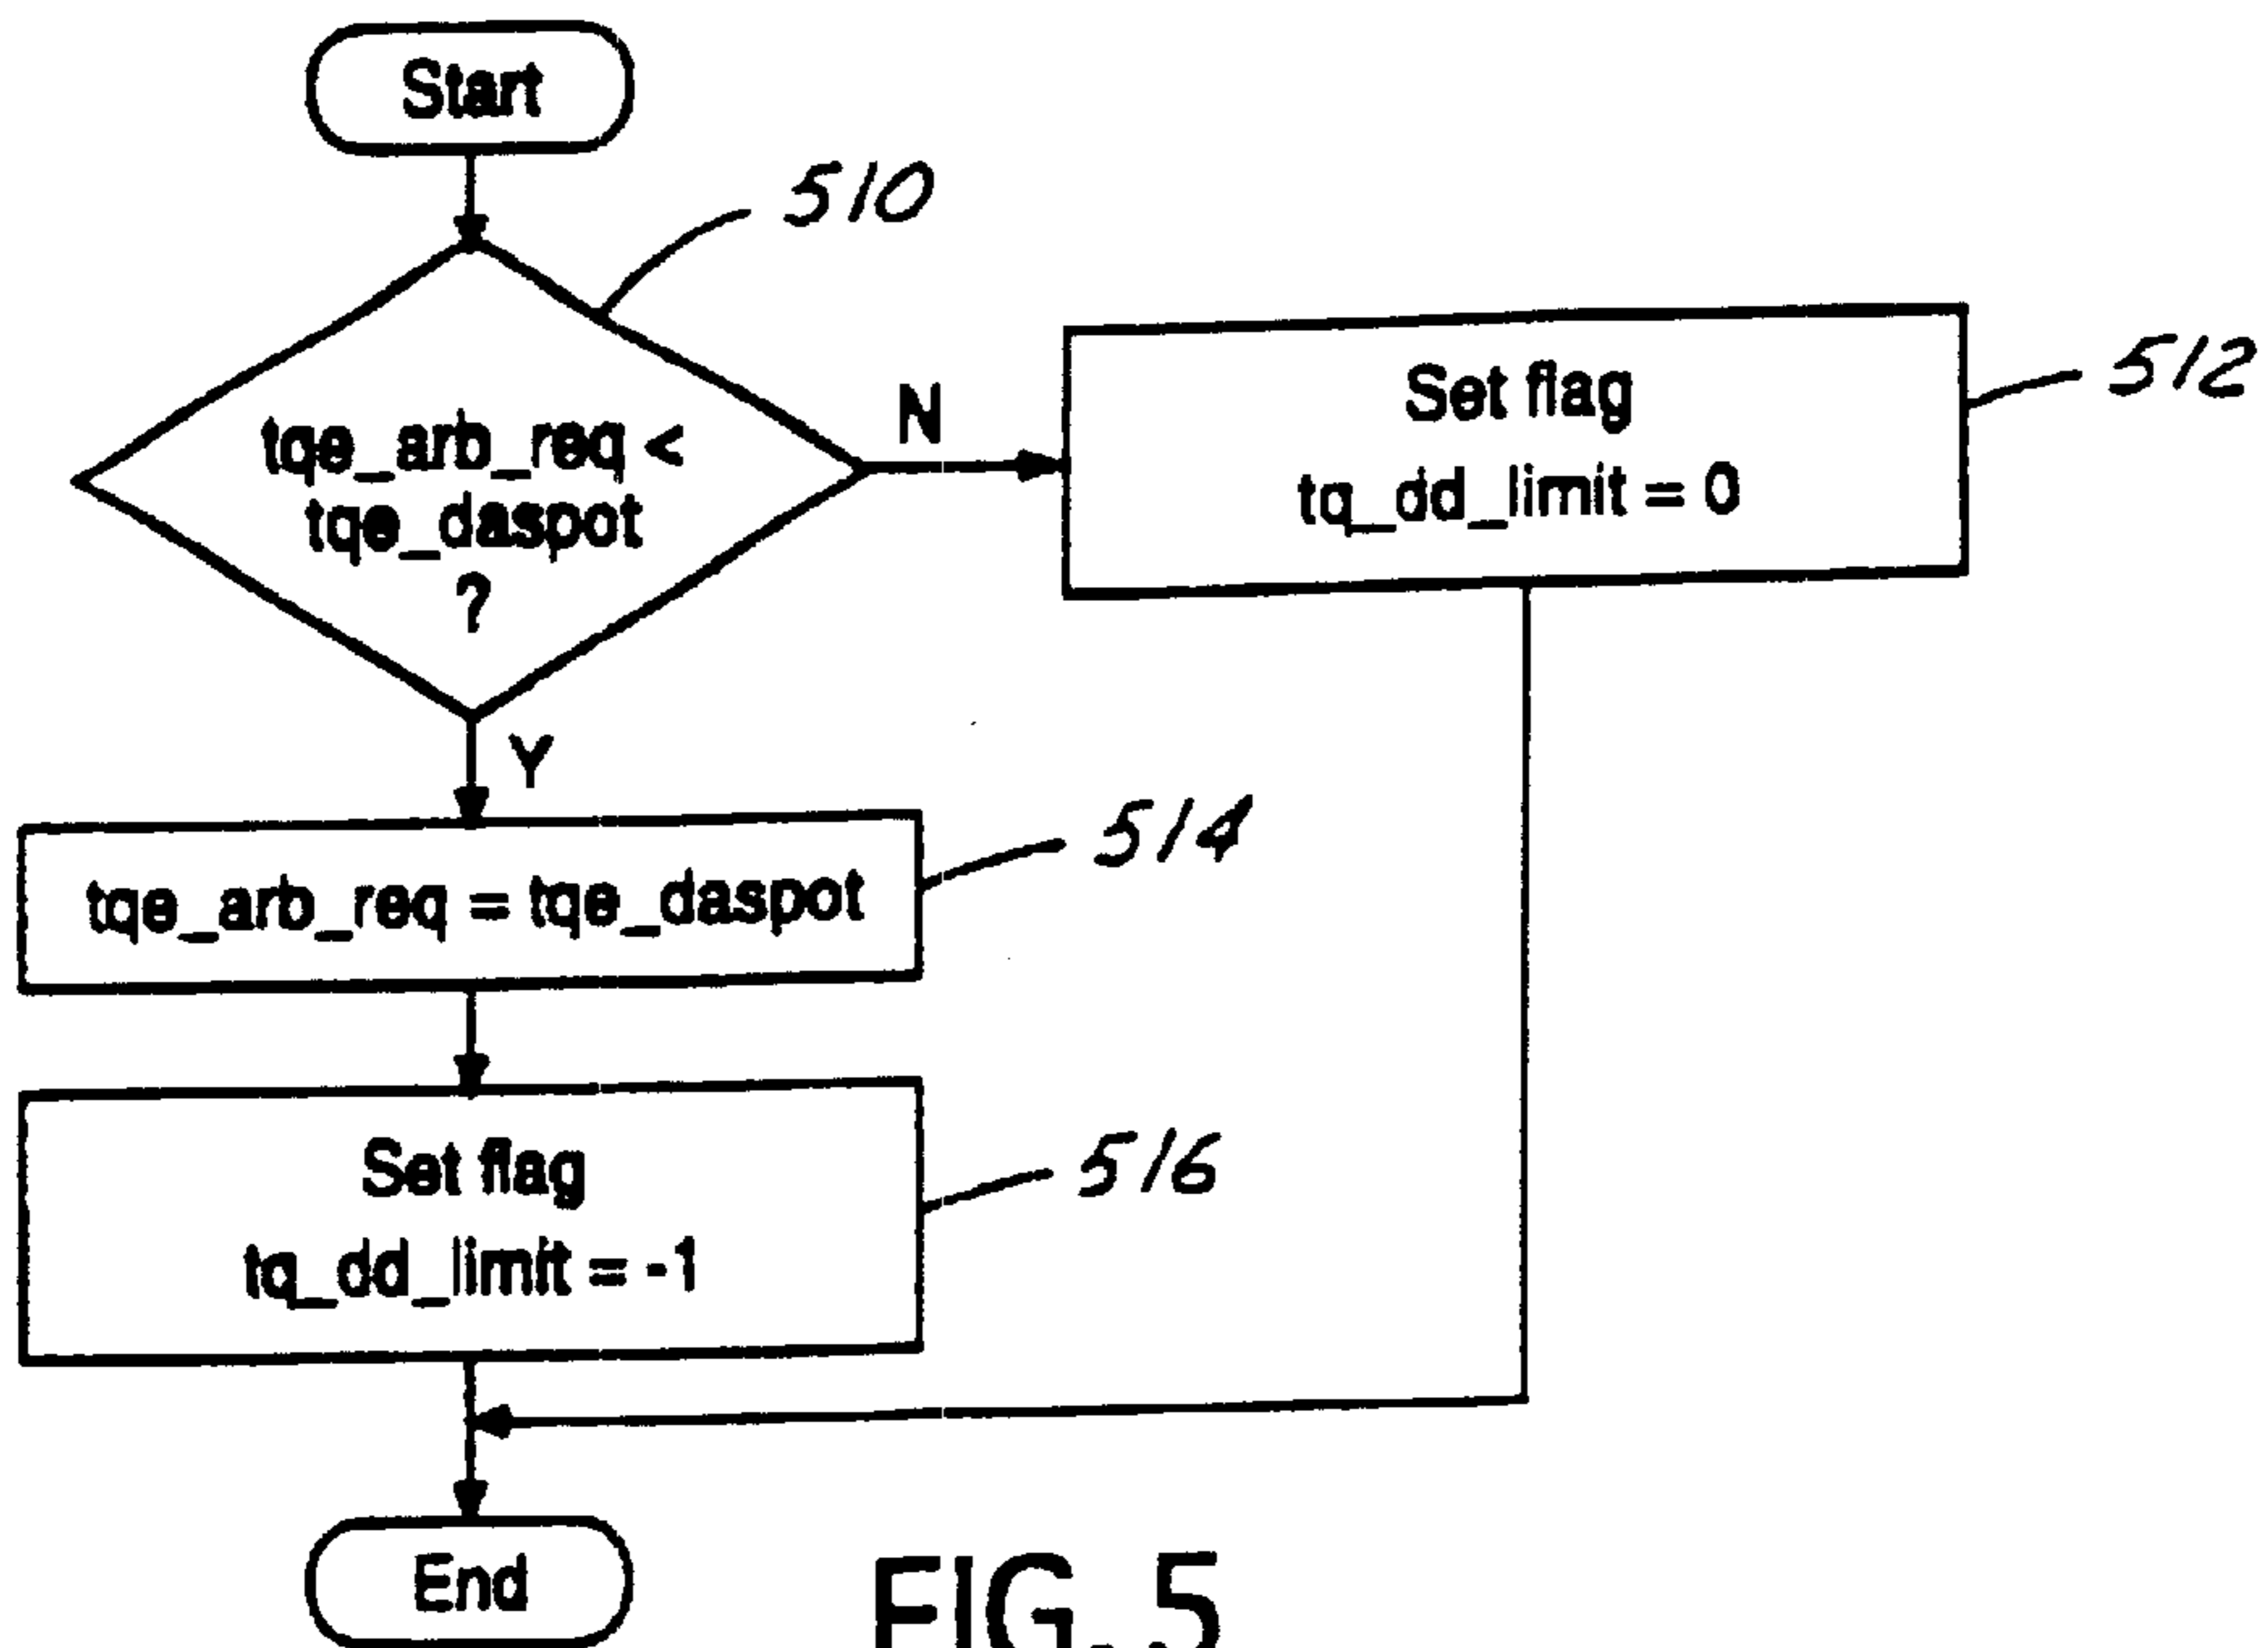 Start
510
tqe_arb_req <
tqe_daspot
?
N
Set flag
tq_dd_limit = 0
512
Y
tqe_arb_req = tqe_daspot
514
Set flag
tq_dd_limit = -1
516
End
FIG. 5